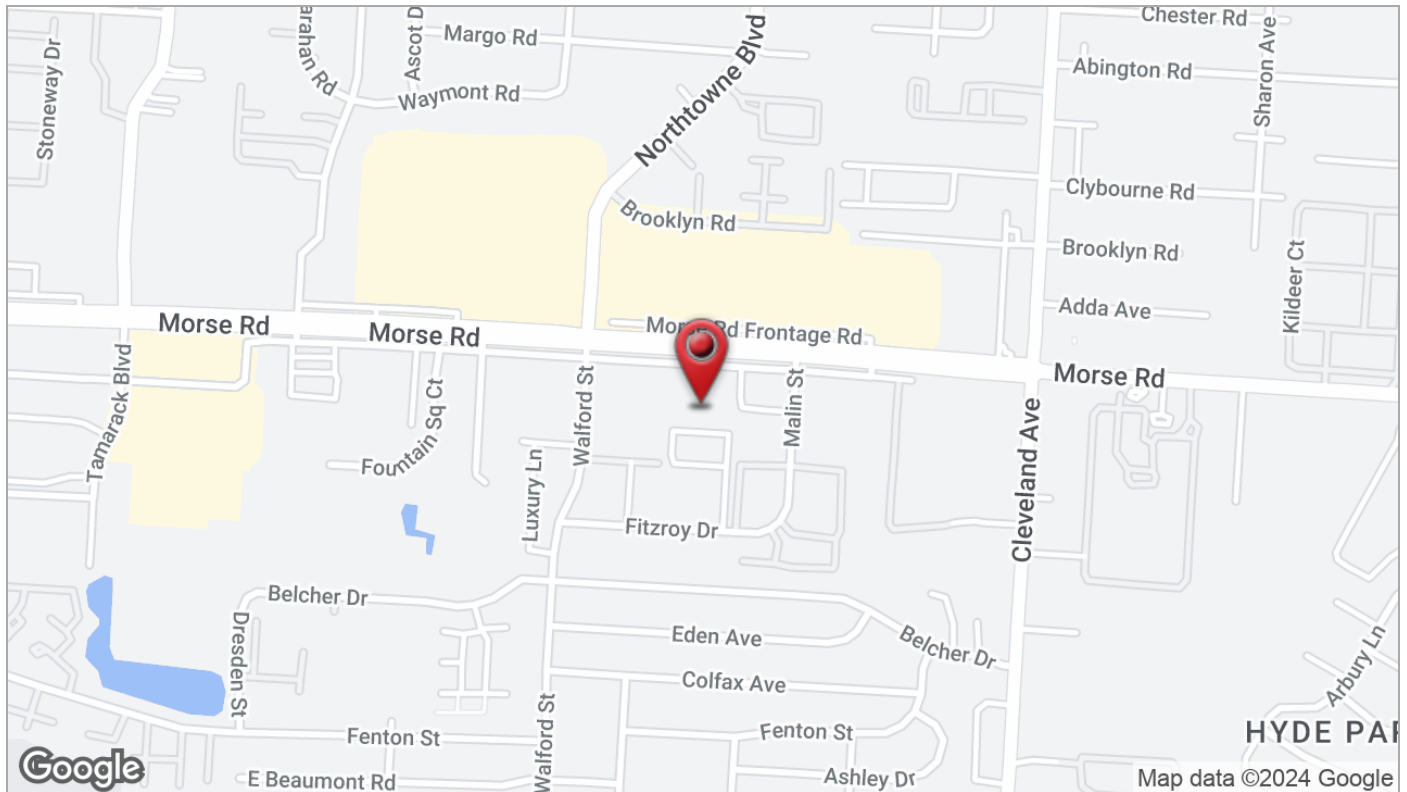 Chester Rd
Margo Rd
Ascot D
arahan Rd
Stoneway Dr
Waymont Rd
Northtowne Blvd
Abington Rd
Sharon Ave
Clybourne Rd
Brooklyn Rd
Brooklyn Rd
Kildeer Ct
Adda Ave
Morse Rd
Morse Rd
Morse Rd Frontage Rd
Morse Rd
Tamarack Blvd
Walford St
Malin St
Fountain Sq Ct
Luxury Ln
Cleveland Ave
Fitzroy Dr
Belcher Dr
Dresden St
Eden Ave
Belcher Dr
Colfax Ave
Arbury Ln
Walford St
Fenton St
Fenton St
HYDE PAR
Google
E Beaumont Rd
Ashley Dr
Map data ©2024 Google